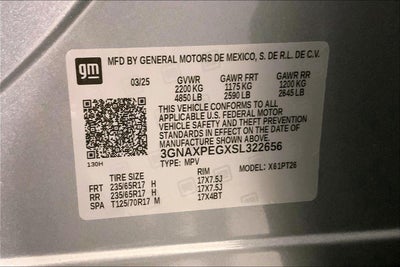 gm
MFD BY GENERAL MOTORS DE MEXICO, S. DE R.L. DE C.V.
03/25 GVWR GAWR FRT GAWR RR
2200 KG 1175 KG 1200 KG
4850 LB 2590 LB 2645 LB
THIS VEHICLE CONFORMS TO ALL
APPLICABLE U.S. FEDERAL MOTOR
VEHICLE SAFETY AND THEFT PREVENTION
STANDARDS IN EFFECT ON THE DATE
OF MANUFACTURE SHOWN ABOVE.
3GNAXPEGXSL322656
130H TYPE: MPV MODEL: X61PT26
TIRE SIZE RIM
FRT 235/65R17 H 17X7.5J
RR 235/65R17 H 17X7.5J
SPA T125/70R17 M 17X4BT